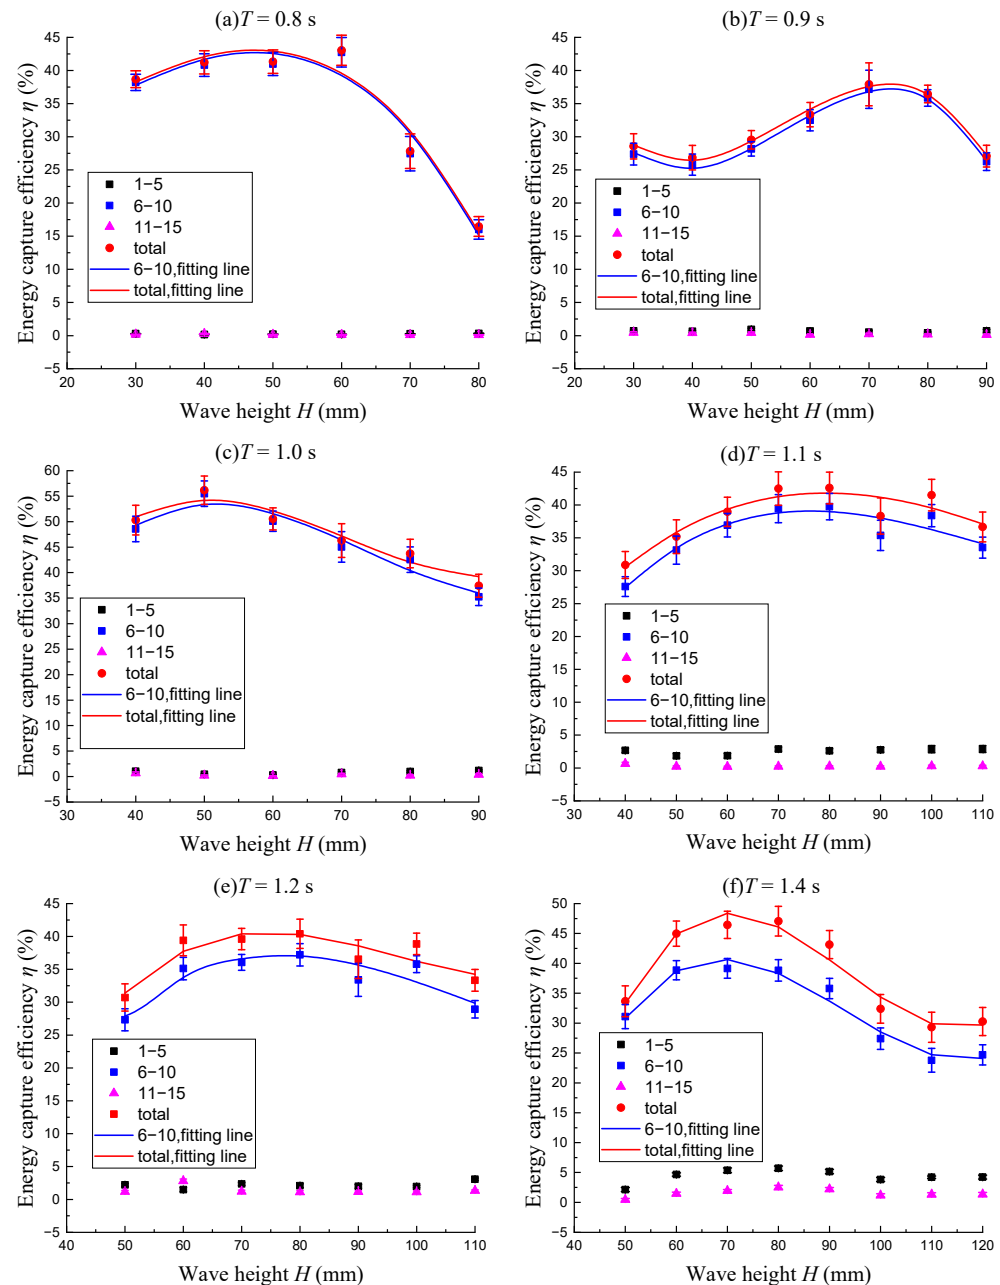 (a)T = 0.8 s
Energy capture efficiency η (%)
45
40
35
30
25
20
15
10
5
0
−5
1−5
6−10
11−15
total
6−10,fitting line
total,fitting line
20 30 40 50 60 70 80
Wave height H (mm)
(b)T = 0.9 s
Energy capture efficiency η (%)
45
40
35
30
25
20
15
10
5
0
−5
1−5
6−10
11−15
total
6−10,fitting line
total,fitting line
20 30 40 50 60 70 80 90
Wave height H (mm)
(c)T = 1.0 s
Energy capture efficiency η (%)
60
55
50
45
40
35
30
25
20
15
10
5
0
−5
1−5
6−10
11−15
total
6−10,fitting line
total,fitting line
30 40 50 60 70 80 90
Wave height H (mm)
(d)T = 1.1 s
Energy capture efficiency η (%)
45
40
35
30
25
20
15
10
5
0
−5
1−5
6−10
11−15
total
6−10,fitting line
total,fitting line
30 40 50 60 70 80 90 100 110
Wave height H (mm)
(e)T = 1.2 s
Energy capture efficiency η (%)
45
40
35
30
25
20
15
10
5
0
−5
1−5
6−10
11−15
total
6−10,fitting line
total,fitting line
40 50 60 70 80 90 100 110
Wave height H (mm)
(f)T = 1.4 s
Energy capture efficiency η (%)
50
45
40
35
30
25
20
15
10
5
0
−5
1−5
6−10
11−15
total
6−10,fitting line
total,fitting line
40 50 60 70 80 90 100 110 120
Wave height H (mm)